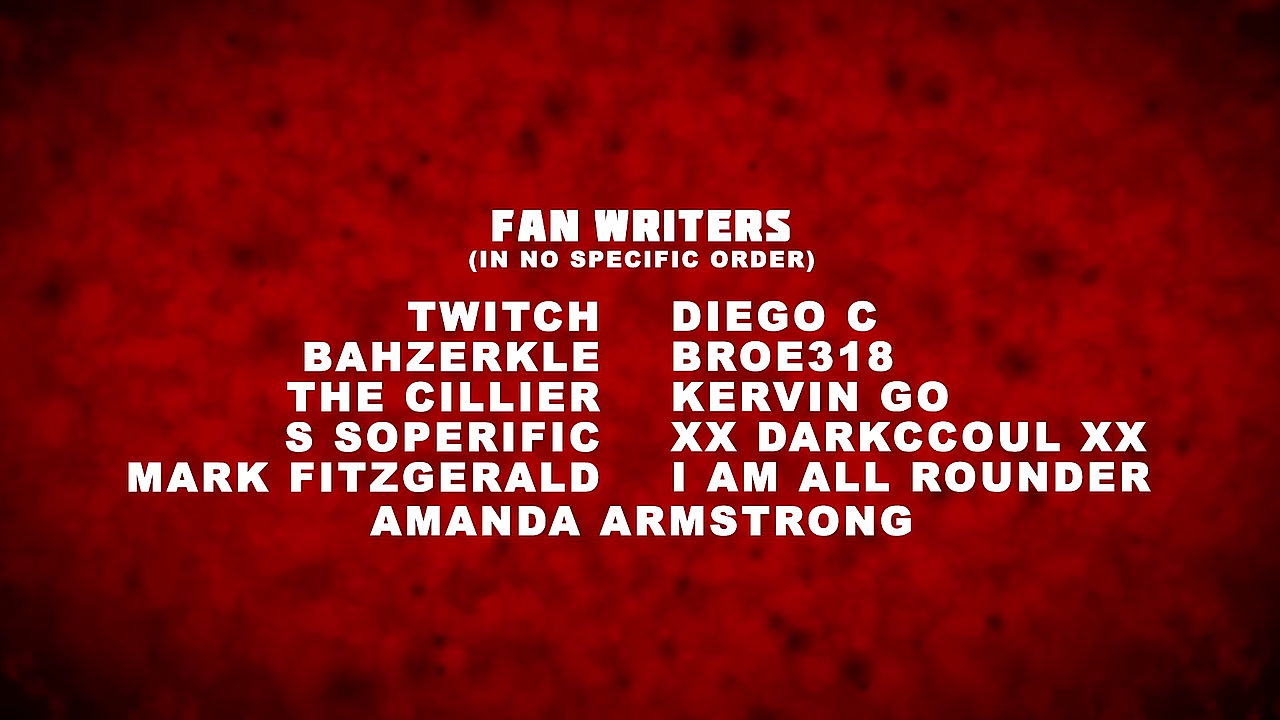 FAN WRITERS
(IN NO SPECIFIC ORDER)
TWITCH
BAHZERKLE
THE CILLIER
S SOPERIFIC
MARK FITZGERALD
DIEGO C
BROE318
KERVIN GO
XX DARKCCOUL XX
I AM ALL ROUNDER
AMANDA ARMSTRONG